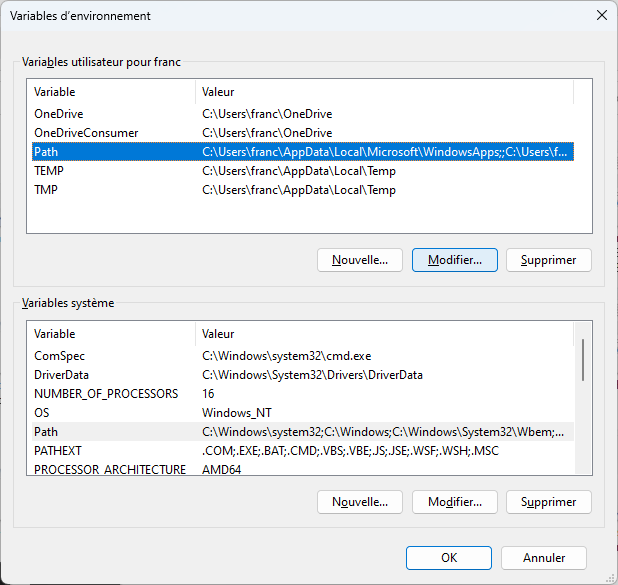 Variables d'environnement
Variables utilisateur pour franc
Variable Valeur
OneDrive C:\Users\franc\OneDrive
OneDriveConsumer C:\Users\franc\OneDrive
Path C:\Users\franc\AppData\Local\Microsoft\WindowsApps;;C:\Users\f...
TEMP C:\Users\franc\AppData\Local\Temp
TMP C:\Users\franc\AppData\Local\Temp
Nouvelle... Modifier... Supprimer
Variables système
Variable Valeur
ComSpec C:\Windows\system32\cmd.exe
DriverData C:\Windows\System32\Drivers\DriverData
NUMBER_OF_PROCESSORS 16
OS Windows_NT
Path C:\Windows\system32;C:\Windows;C:\Windows\System32\Wbem;...
PATHEXT .COM;.EXE;.BAT;.CMD;.VBS;.VBE;.JS;.JSE;.WSF;.WSH;.MSC
PROCESSOR_ARCHITECTURE AMD64
Nouvelle... Modifier... Supprimer
OK Annuler